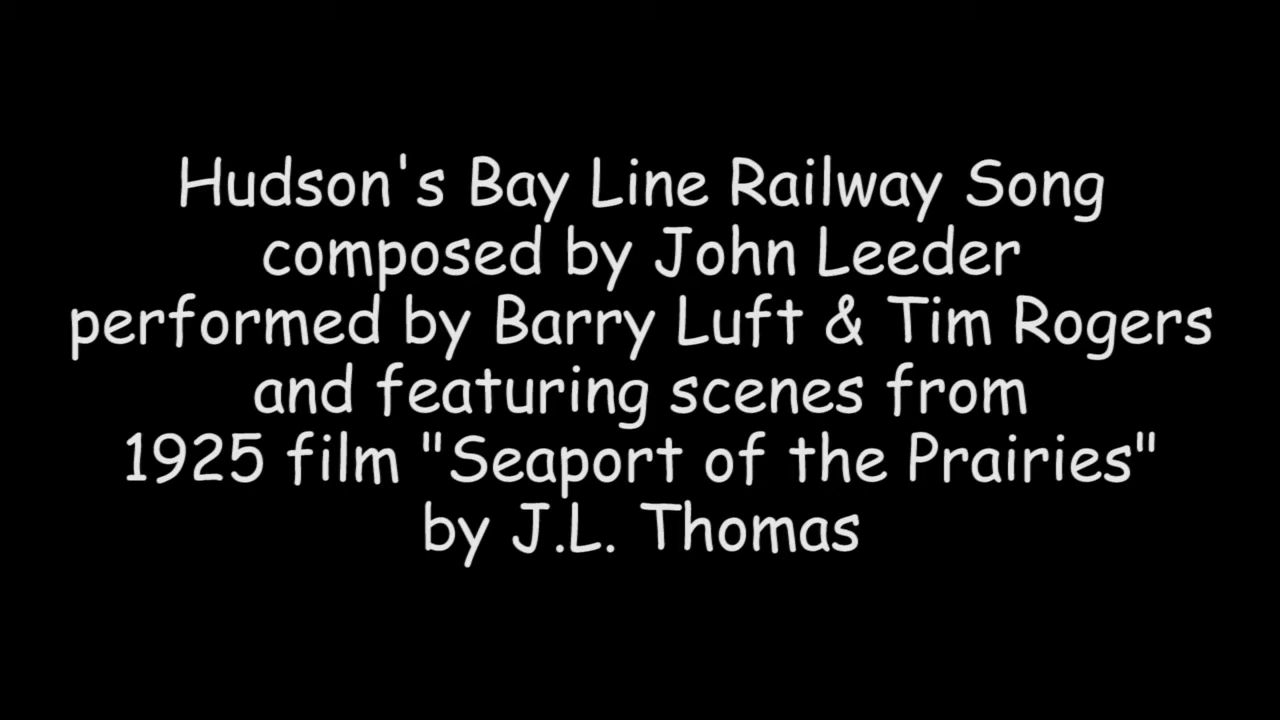 Hudson's Bay Line Railway Song
composed by John Leeder
performed by Barry Luft & Tim Rogers
and featuring scenes from
1925 film "Seaport of the Prairies"
by J.L. Thomas